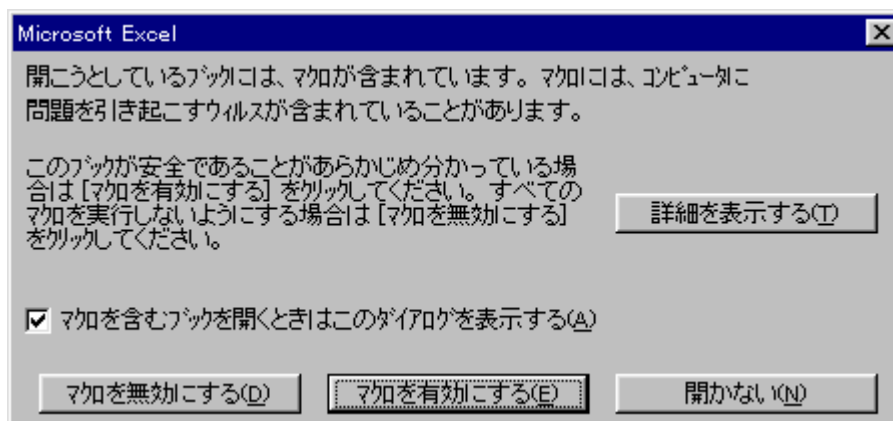 Microsoft Excel
開こうとしているﾌﾞｯｸには、ﾏｸﾛが含まれています。ﾏｸﾛには、ｺﾝﾋﾟｭｰﾀに
問題を引き起こすｳｨﾙｽが含まれていることがあります。
このﾌﾞｯｸが安全であることがあらかじめ分かっている場
合は [ﾏｸﾛを有効にする] をｸﾘｯｸしてください。すべての
ﾏｸﾛを実行しないようにする場合は [ﾏｸﾛを無効にする]
をｸﾘｯｸしてください。
詳細を表示する(T)
ﾏｸﾛを含むﾌﾞｯｸを開くときはこのﾀﾞｲｱﾛｸﾞを表示する(A)
ﾏｸﾛを無効にする(D) ﾏｸﾛを有効にする(E) 開かない(N)